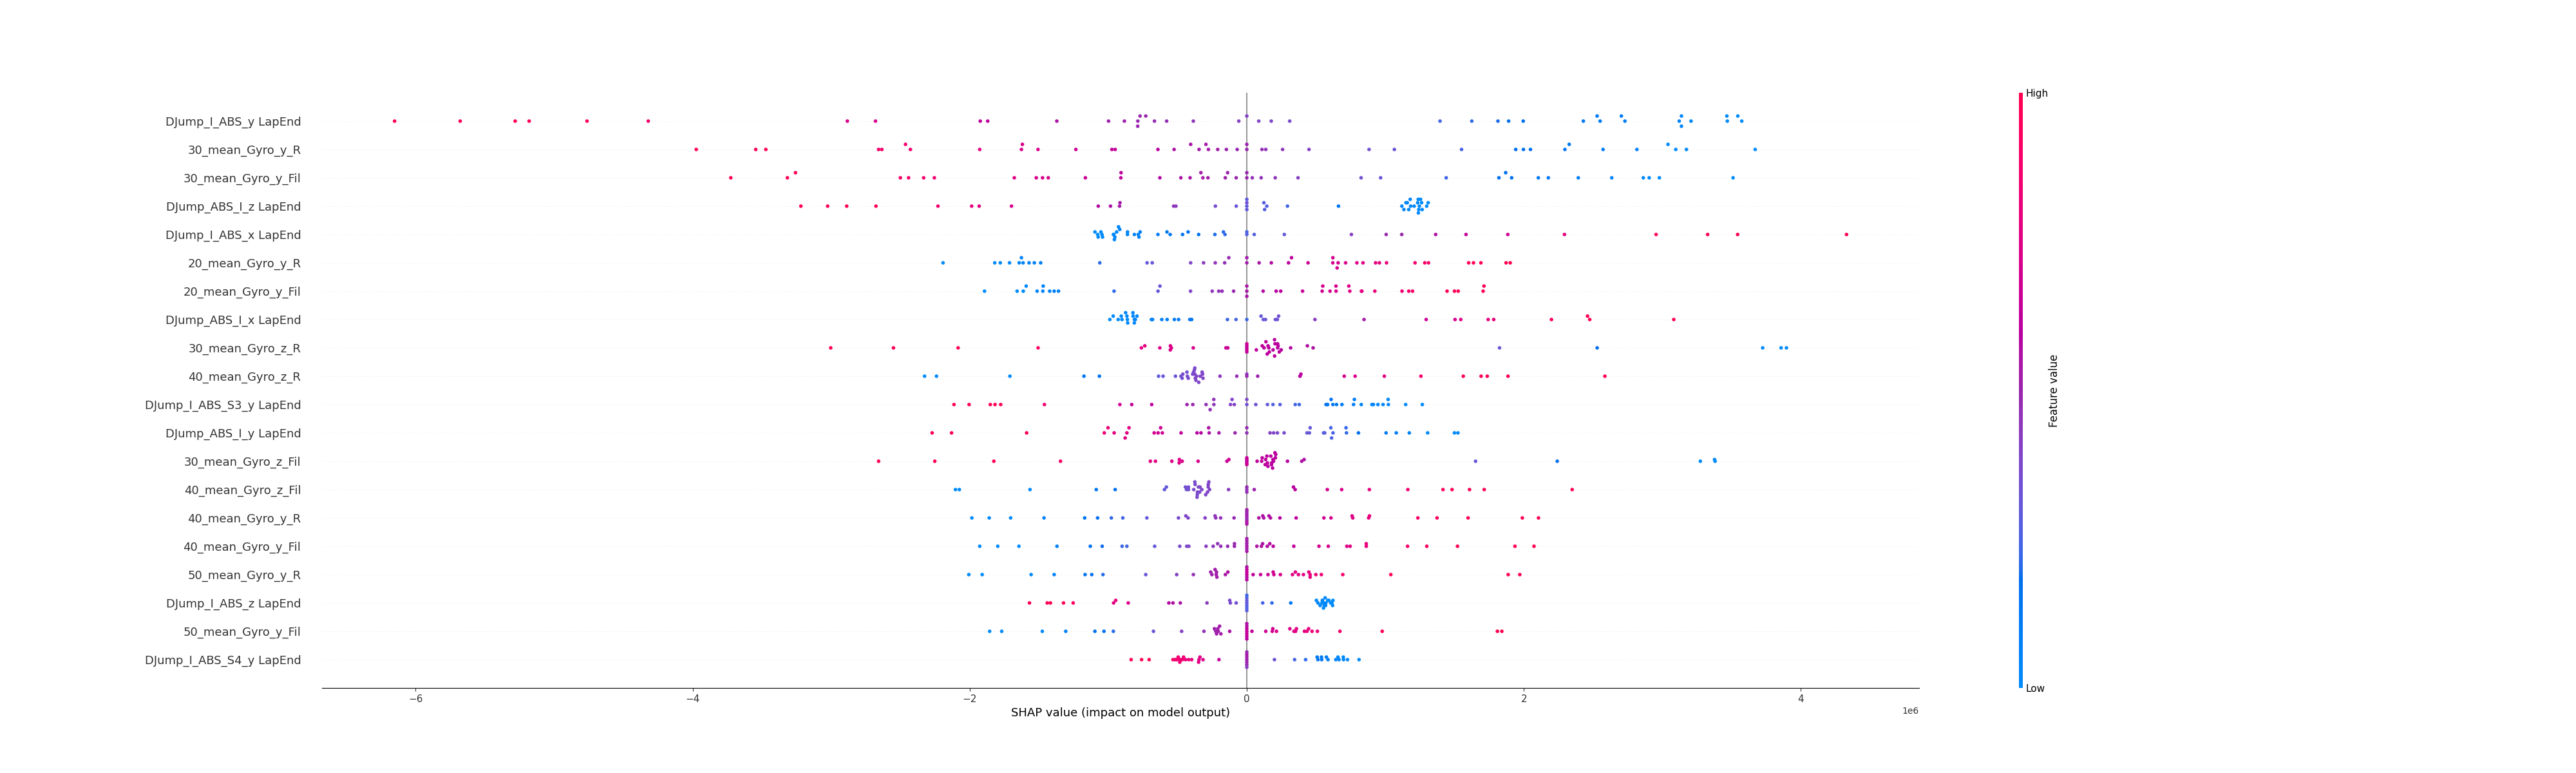 High
DJump_I_ABS_y LapEnd
30_mean_Gyro_y_R
30_mean_Gyro_y_Fil
DJump_ABS_I_z LapEnd
DJump_I_ABS_x LapEnd
20_mean_Gyro_y_R
20_mean_Gyro_y_Fil
DJump_ABS_I_x LapEnd
30_mean_Gyro_z_R
40_mean_Gyro_z_R
DJump_I_ABS_S3_y LapEnd
DJump_ABS_I_y LapEnd
30_mean_Gyro_z_Fil
40_mean_Gyro_z_Fil
40_mean_Gyro_y_R
40_mean_Gyro_y_Fil
50_mean_Gyro_y_R
DJump_I_ABS_z LapEnd
50_mean_Gyro_y_Fil
DJump_I_ABS_S4_y LapEnd
Feature value
Low
−6 −4 −2 0 2 4
1e6
SHAP value (impact on model output)